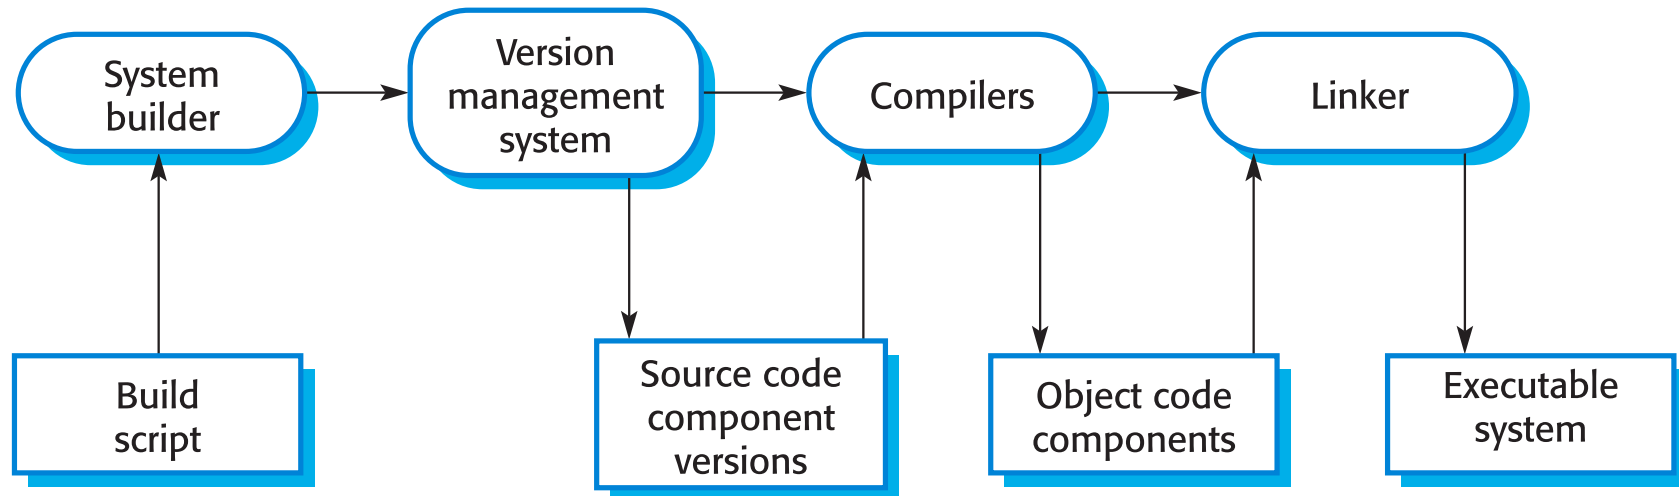 System
builder
Version
management
system
Compilers
Linker
Build
script
Source code
component
versions
Object code
components
Executable
system